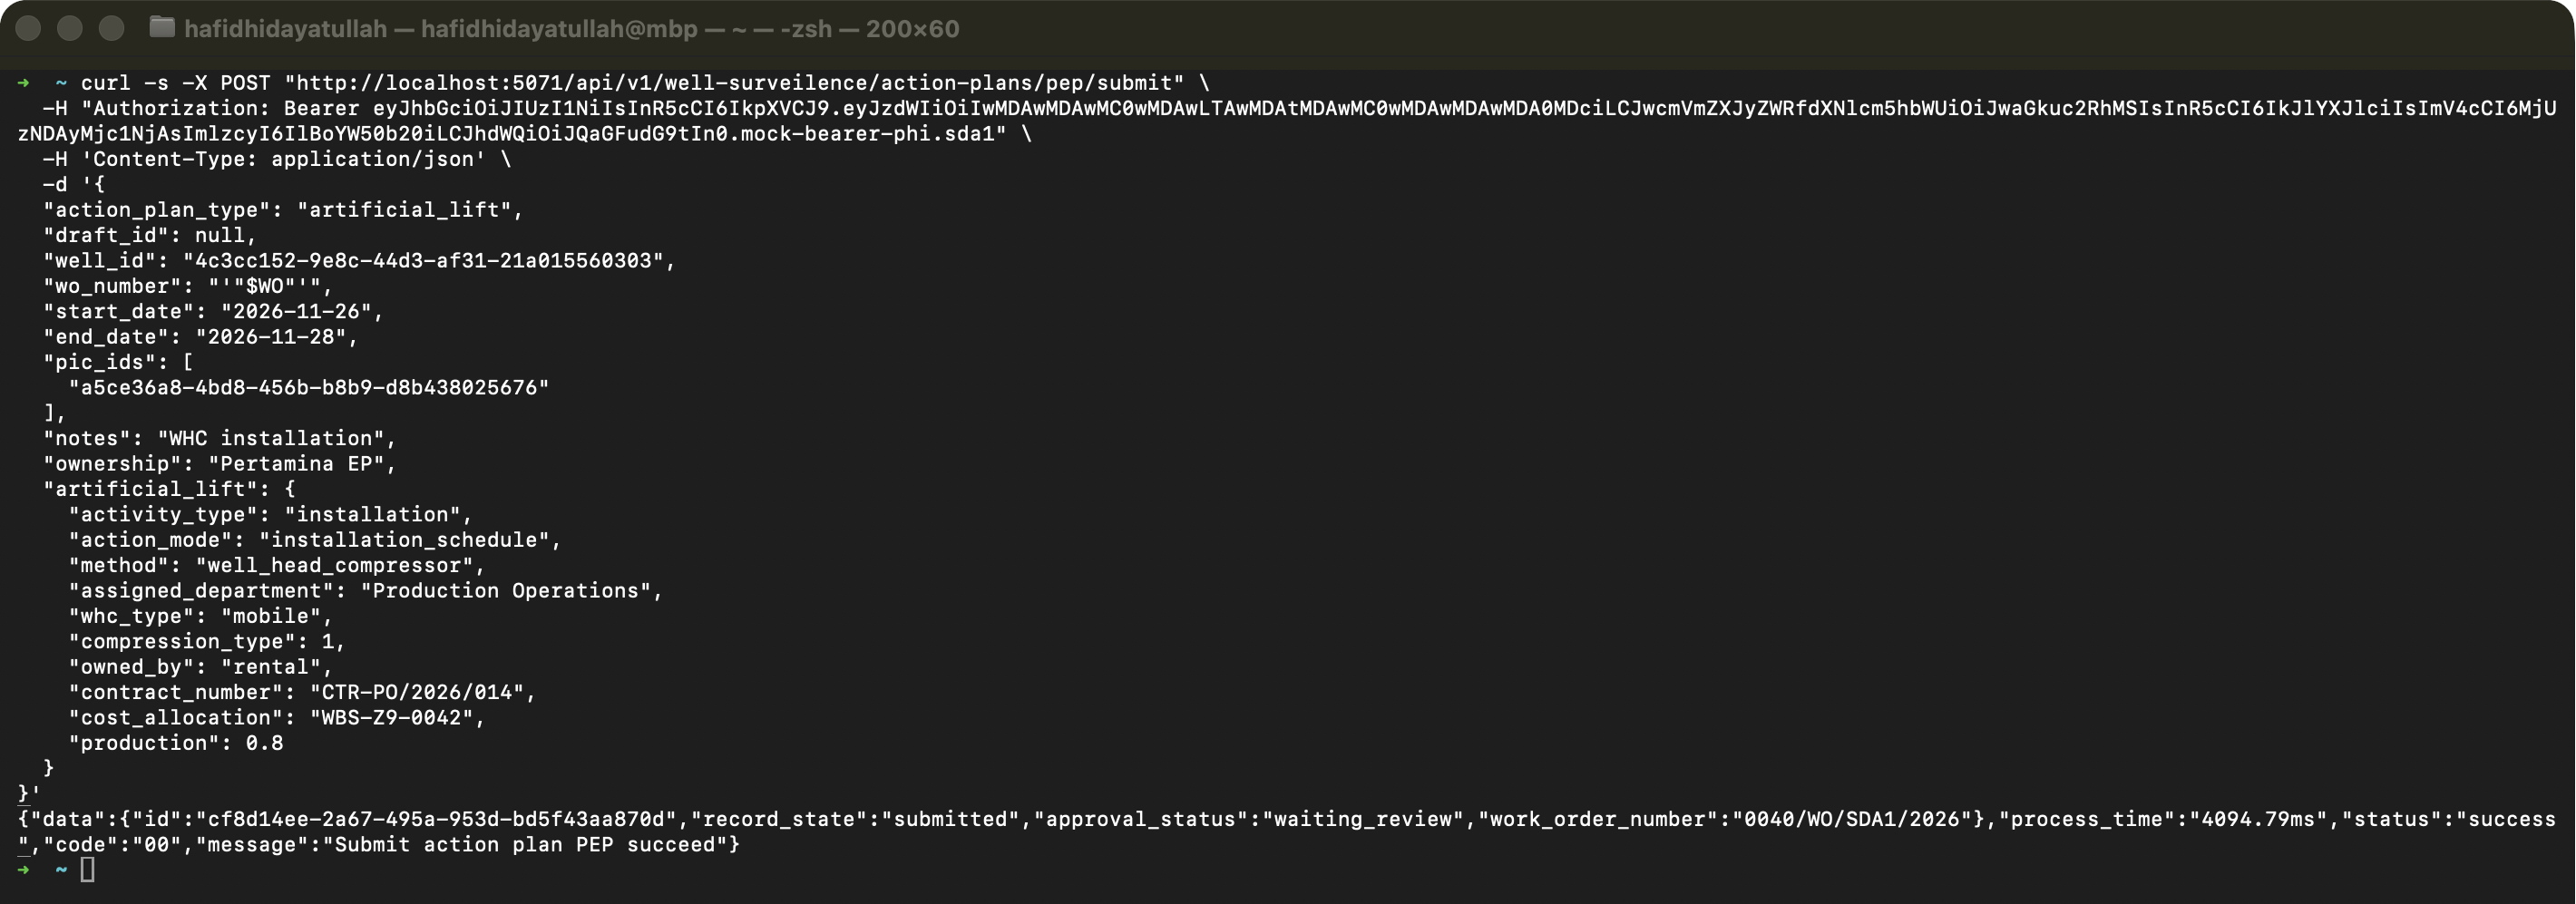 hafidhidayatullah — hafidhidayatullah@mbp — ~ — -zsh — 200×60
➜  ~ curl -s -X POST "http://localhost:5071/api/v1/well-surveilence/action-plans/pep/submit" \
  -H "Authorization: Bearer eyJhbGciOiJIUzI1NiIsInR5cCI6IkpXVCJ9.eyJzdWIiOiIwMDAwMDAwMC0wMDAwLTAwMDAtMDAwMC0wMDAwMDAwMDA0MDciLCJwcmVmZXJyZWRfdXNlcm5hbWUiOiJwaGkuc2RhMSIsInR5cCI6IkJlYXJlciIsImV4cCI6MjU
zNDAyMjc1NjAsImlzcyI6IlBoYW50b20iLCJhdWQiOiJQaGFudG9tIn0.mock-bearer-phi.sda1" \
  -H 'Content-Type: application/json' \
  -d '{
  "action_plan_type": "artificial_lift",
  "draft_id": null,
  "well_id": "4c3cc152-9e8c-44d3-af31-21a015560303",
  "wo_number": "'"$WO"'",
  "start_date": "2026-11-26",
  "end_date": "2026-11-28",
  "pic_ids": [
    "a5ce36a8-4bd8-456b-b8b9-d8b438025676"
  ],
  "notes": "WHC installation",
  "ownership": "Pertamina EP",
  "artificial_lift": {
    "activity_type": "installation",
    "action_mode": "installation_schedule",
    "method": "well_head_compressor",
    "assigned_department": "Production Operations",
    "whc_type": "mobile",
    "compression_type": 1,
    "owned_by": "rental",
    "contract_number": "CTR-PO/2026/014",
    "cost_allocation": "WBS-Z9-0042",
    "production": 0.8
  }
}'
{"data":{"id":"cf8d14ee-2a67-495a-953d-bd5f43aa870d","record_state":"submitted","approval_status":"waiting_review","work_order_number":"0040/WO/SDA1/2026"},"process_time":"4094.79ms","status":"success
","code":"00","message":"Submit action plan PEP succeed"}
➜  ~